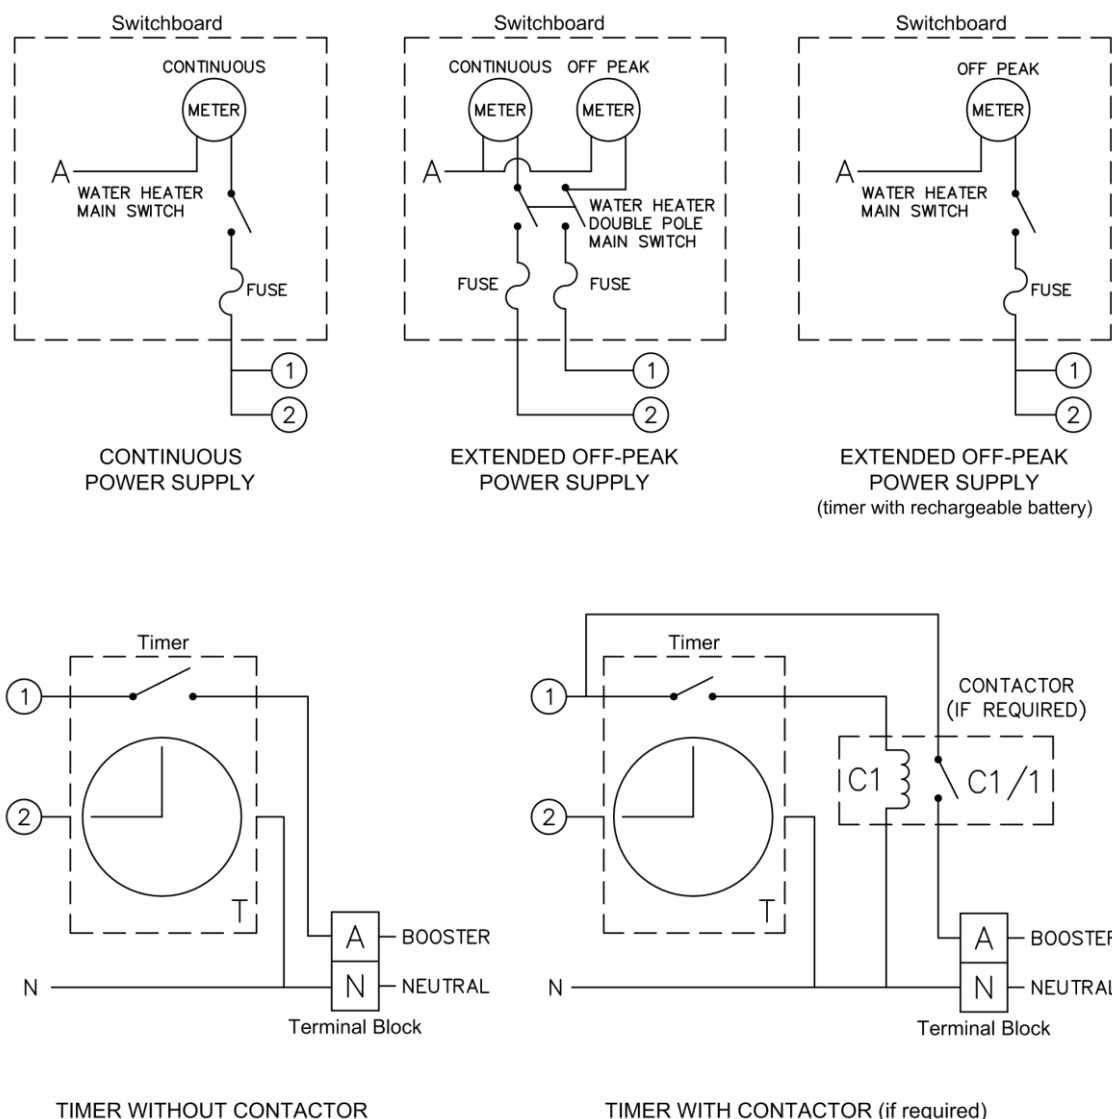 Switchboard
CONTINUOUS
METER
A
WATER HEATER
MAIN SWITCH
FUSE
1
2
CONTINUOUS
POWER SUPPLY
Switchboard
CONTINUOUS OFF PEAK
METER METER
A
WATER HEATER
DOUBLE POLE
MAIN SWITCH
FUSE FUSE
1
2
EXTENDED OFF-PEAK
POWER SUPPLY
Switchboard
OFF PEAK
METER
A
WATER HEATER
MAIN SWITCH
FUSE
1
2
EXTENDED OFF-PEAK
POWER SUPPLY
(timer with rechargeable battery)
Timer
1
2
T
A BOOSTER
N N NEUTRAL
Terminal Block
TIMER WITHOUT CONTACTOR
Timer
1
CONTACTOR
(IF REQUIRED)
C1 C1/1
2
T
A BOOSTER
N N NEUTRAL
Terminal Block
TIMER WITH CONTACTOR (if required)